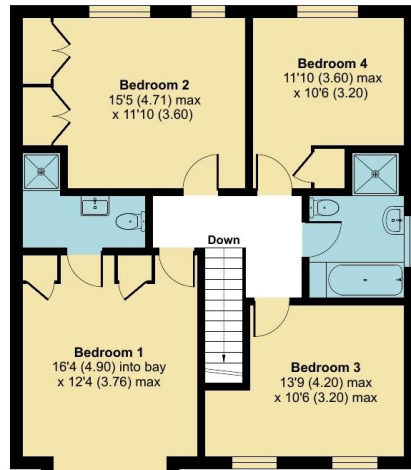 Bedroom 2
15'5 (4.71) max
x 11'10 (3.60)
Bedroom 4
11'10 (3.60) max
x 10'6 (3.20)
Down
Bedroom 1
16'4 (4.90) into bay
x 12'4 (3.76) max
Bedroom 3
13'9 (4.20) max
x 10'6 (3.20) max